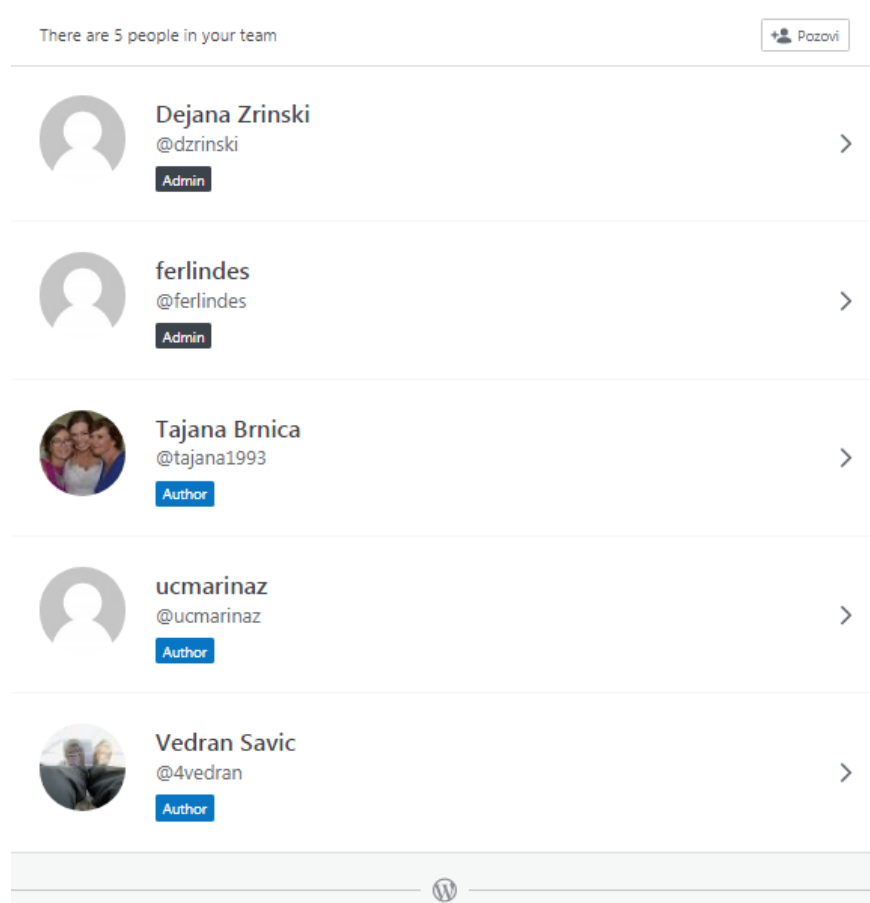 There are 5 people in your team
Pozovi
Dejana Zrinski
@dzrinski
Admin
ferlindes
@ferlindes
Admin
Tajana Brnica
@tajana1993
Author
ucmarinaz
@ucmarinaz
Author
Vedran Savic
@4vedran
Author